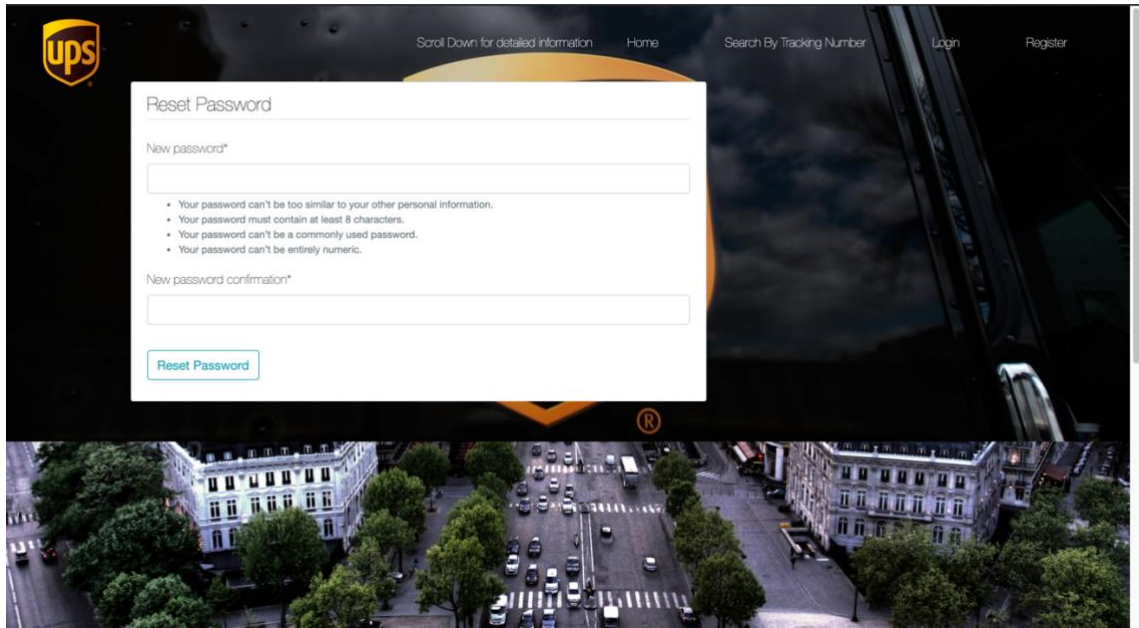 ups
Scroll Down for detailed information Home Search By Tracking Number Login Register
Reset Password
New password*
Your password can't be too similar to your other personal information.
Your password must contain at least 8 characters.
Your password can't be a commonly used password.
Your password can't be entirely numeric.
New password confirmation*
Reset Password
®